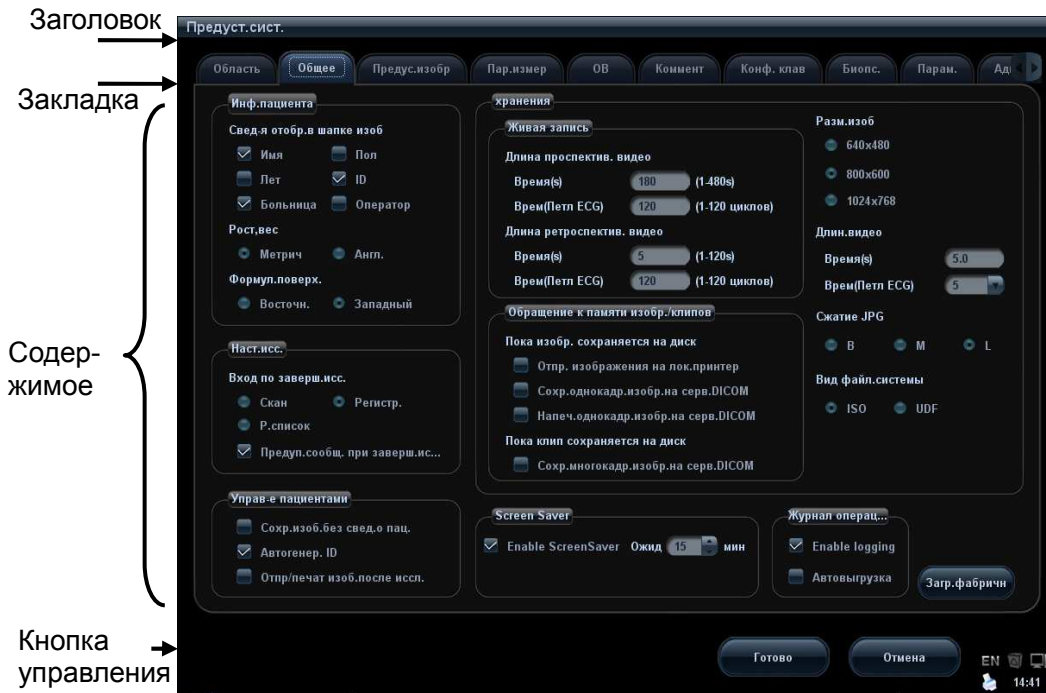 Заголовок
Закладка
Содер-
жимое
Кнопка
управления
Предуст.сист.
Область Общее Предус.изобр Пар.измер ОВ Коммент Конф. клав Биопс. Парам.
Инф.пациента
Свед-я отобр.в шапке изоб
Имя Пол
Лет ID
Больница Оператор
Рост,вес
Метрич Англ.
Формул.поверх.
Восточн. Западный
Наст.исс.
Вход по заверш.исс.
Скан Регистр.
Р.список
Предуп.сообщ. при заверш.ис...
Управ-е пациентами
Сохр.изоб.без свед.о пац.
Автогенер. ID
Отпр/печат изоб.после иссл.
хранения
Живая запись
Длина проспектив. видео
Время(s) 180 (1-480s)
Врем(Петл ECG) 120 (1-120 циклов)
Длина ретроспектив. видео
Время(s) 5 (1-120s)
Врем(Петл ECG) 120 (1-120 циклов)
Обращение к памяти изобр./клипов
Пока изобр. сохраняется на диск
Отпр. изображения на лок.принтер
Сохр.однокадр.изобр.на серв.DICOM
Напеч.однокадр.изобр.на серв.DICOM
Пока клип сохраняется на диск
Сохр.многокадр.изобр.на серв.DICOM
Разм.изоб
640x480
800x600
1024x768
Длин.видео
Время(s) 5.0
Врем(Петл ECG) 5
Сжатие JPG
В М L
Вид файл.системы
ISO UDF
Screen Saver
Enable ScreenSaver Ожид 15 мин
Журнал операц...
Enable logging
Автовыгрузка
Загр.фабричн
Готово Отмена
EN
14:41